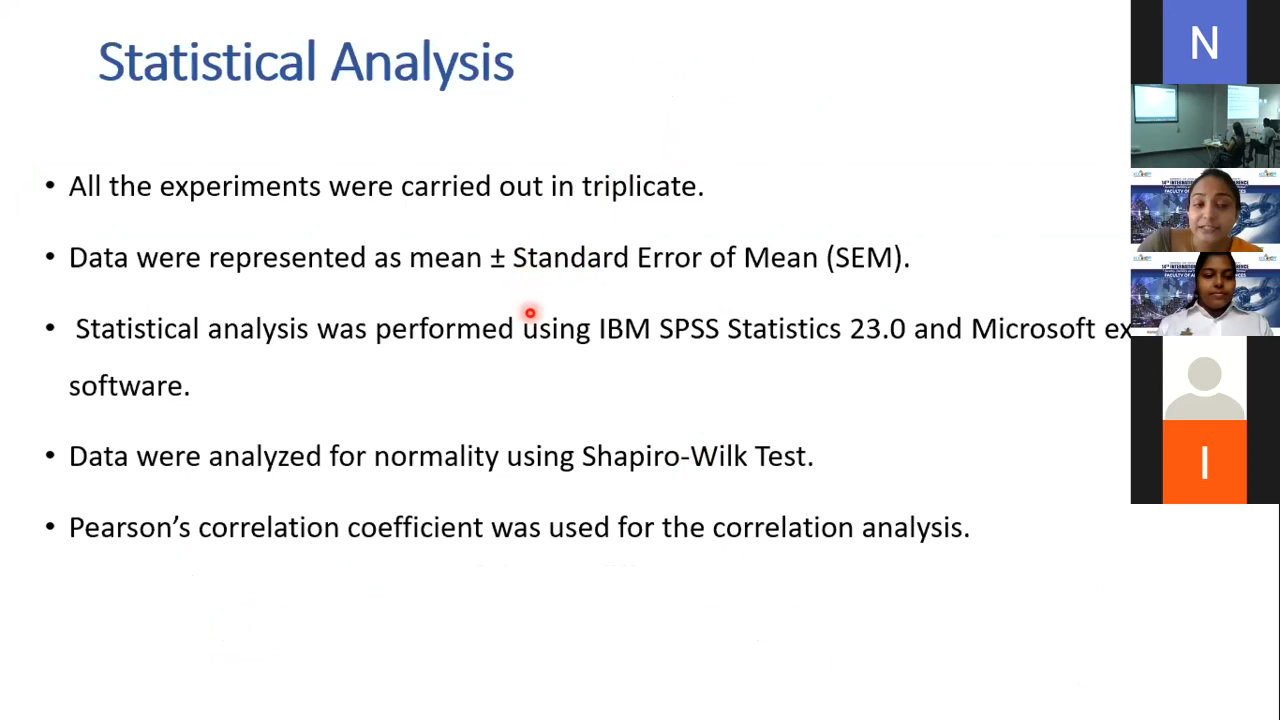 Statistical Analysis
• All the experiments were carried out in triplicate.
• Data were represented as mean ± Standard Error of Mean (SEM).
• Statistical analysis was performed using IBM SPSS Statistics 23.0 and Microsoft ex
software.
• Data were analyzed for normality using Shapiro-Wilk Test.
• Pearson's correlation coefficient was used for the correlation analysis.
N
I